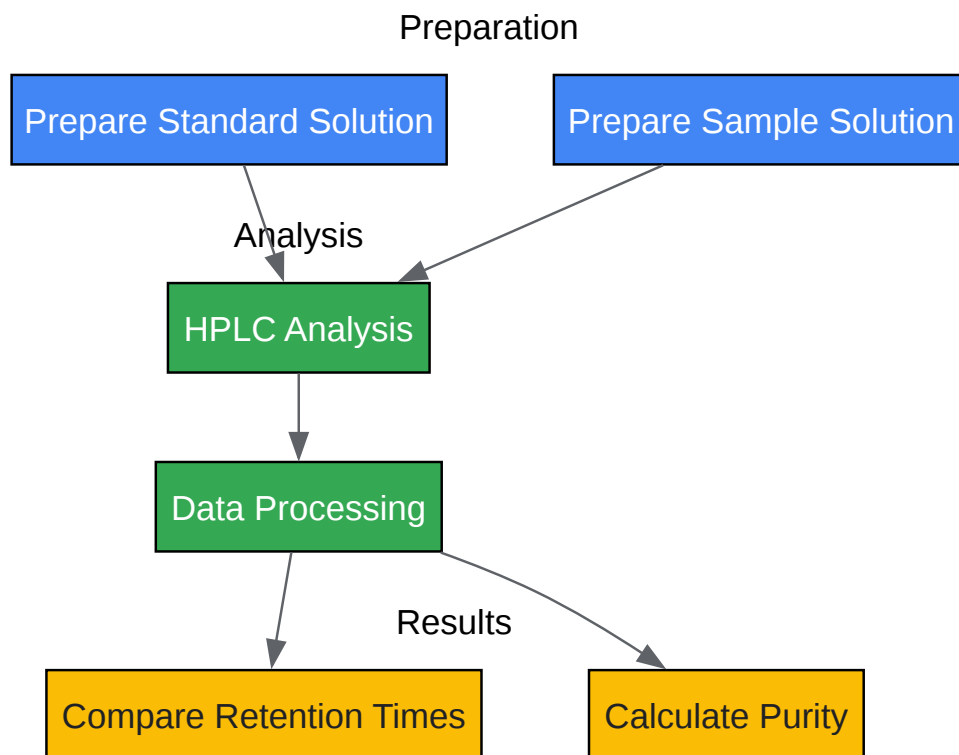 Preparation
Prepare Standard Solution
Prepare Sample Solution
Analysis
HPLC Analysis
Data Processing
Results
Compare Retention Times
Calculate Purity